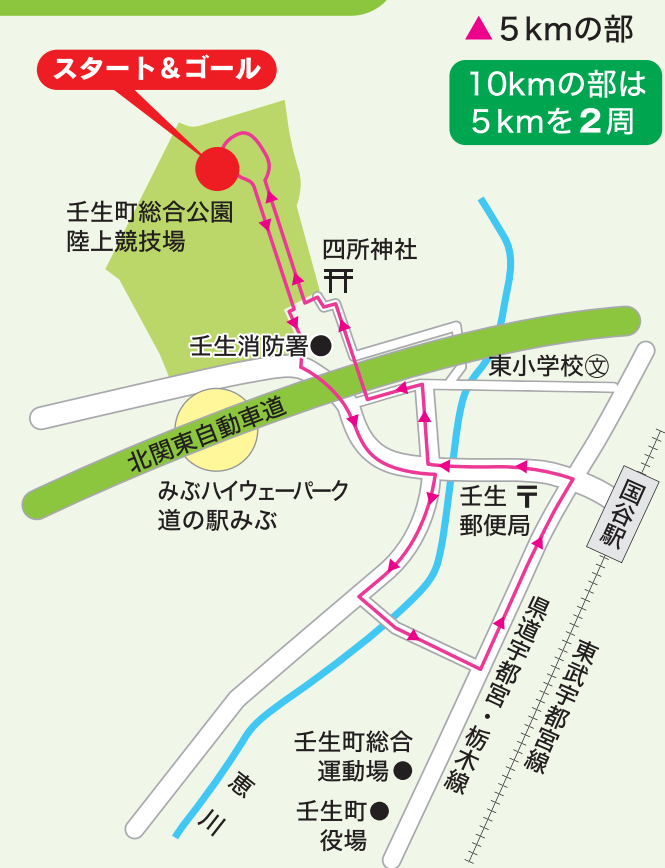 ▲5kmの部
10kmの部は
5kmを2周
スタート&ゴール
壬生町総合公園
陸上競技場
四所神社
壬生消防署●
東小学校㊛
北関東自動車道
みぶハイウェーパーク
道の駅みぶ
壬生〒
郵便局
国谷駅
県道宇都宮・栃木線
東武宇都宮線
壬生町総合
運動場●
壬生町●
役場
恵川